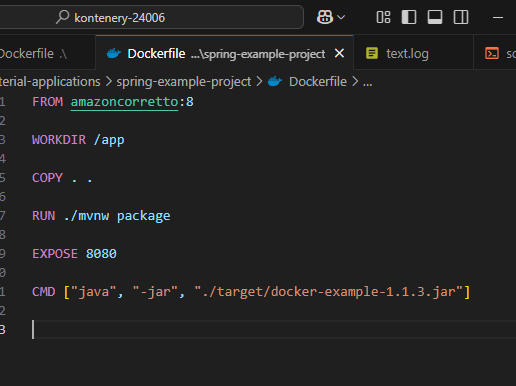 kontenery-24006
Dockerfile .\
Dockerfile ...\spring-example-project
text.log
terial-applications > spring-example-project > Dockerfile > ...
1 FROM amazoncorretto:8
2
3 WORKDIR /app
4
5 COPY . .
6
7 RUN ./mvnw package
8
9 EXPOSE 8080
0
1 CMD ["java", "-jar", "./target/docker-example-1.1.3.jar"]
2
3